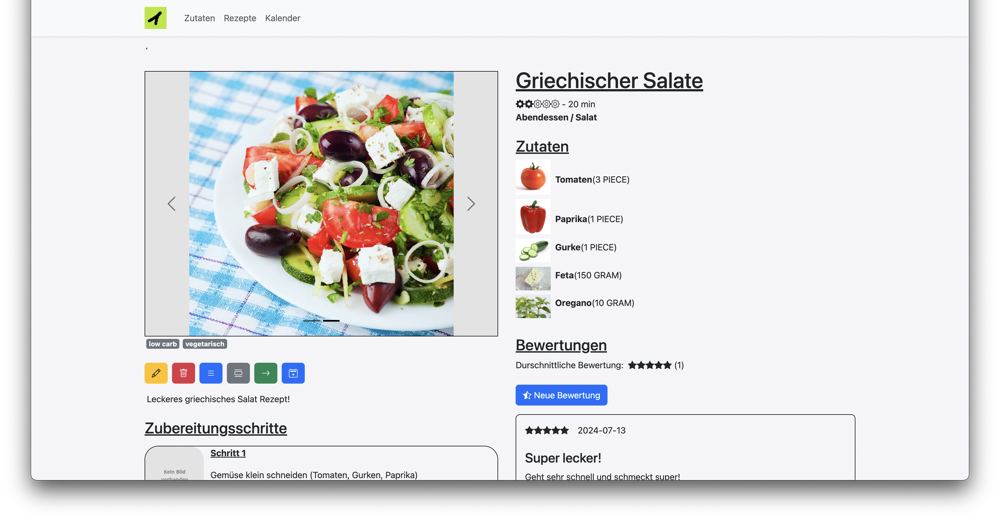 Zutaten Rezepte Kalender
Griechischer Salate
- 20 min
Abendessen / Salat
Zutaten
Tomaten(3 PIECE)
Paprika(1 PIECE)
Gurke(1 PIECE)
Feta(150 GRAM)
Oregano(10 GRAM)
low carb vegetarisch
Leckeres griechisches Salat Rezept!
Zubereitungsschritte
Kein Bild
vorhanden
Schritt 1
Gemüse klein schneiden (Tomaten, Gurken, Paprika)
Bewertungen
Durschnittliche Bewertung: ★★★★★ (1)
Neue Bewertung
★★★★★ 2024-07-13
Super lecker!
Geht sehr schnell und schmeckt super!